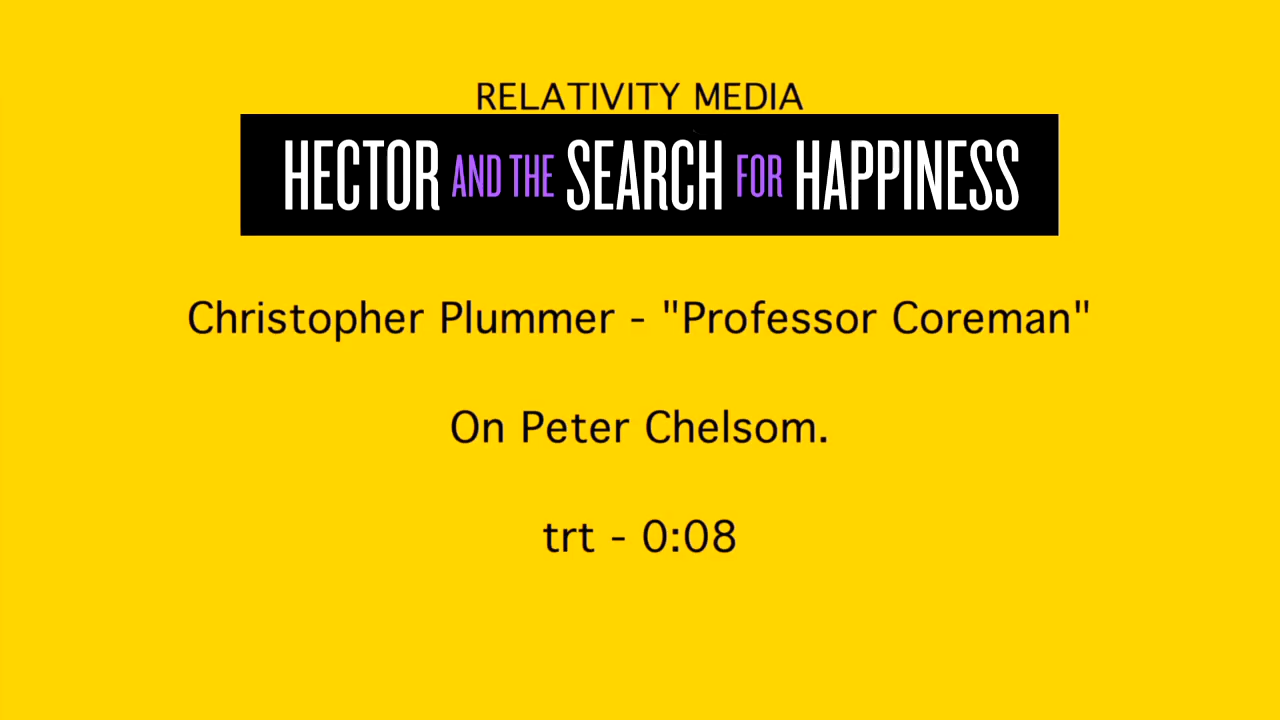 RELATIVITY MEDIA
HECTOR AND THE SEARCH FOR HAPPINESS
Christopher Plummer - "Professor Coreman"
On Peter Chelsom.
trt - 0:08